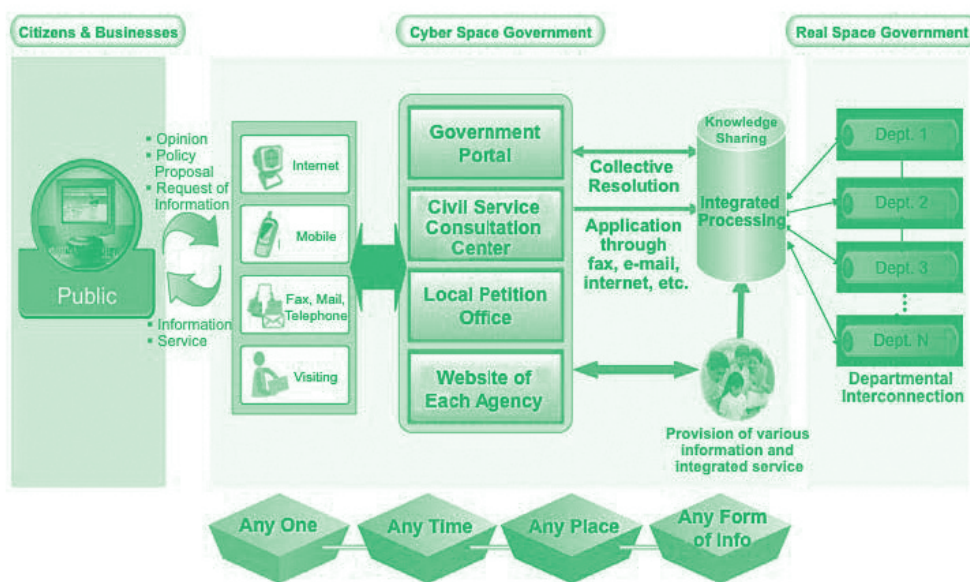 Citizens & Businesses
Cyber Space Government
Real Space Government
▪ Opinion
▪ Policy
Proposal
▪ Request of
Information
Public
▪ Information
▪ Service
Internet
Mobile
Fax, Mail,
Telephone
Visiting
Government
Portal
Civil Service
Consultation
Center
Local Petition
Office
Website of
Each Agency
Collective
Resolution
Application
through
fax, e-mail,
internet, etc.
Knowledge
Sharing
Integrated
Processing
Provision of various
information and
integrated service
Dept. 1
Dept. 2
Dept. 3
Dept. N
Departmental
Interconnection
Any One
Any Time
Any Place
Any Form
of Info